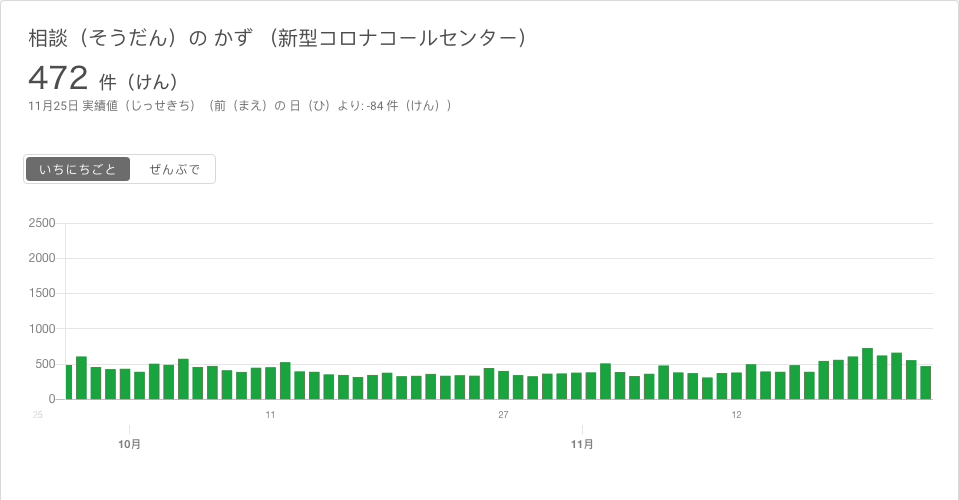 相談（そうだん）の かず （新型コロナコールセンター）
472 件（けん）
11月25日 実績値（じっせきち）（前（まえ）の 日（ひ）より: -84 件（けん））
いちにちごと ぜんぶで
2500
2000
1500
1000
500
0
25 11 27 12
10月 11月